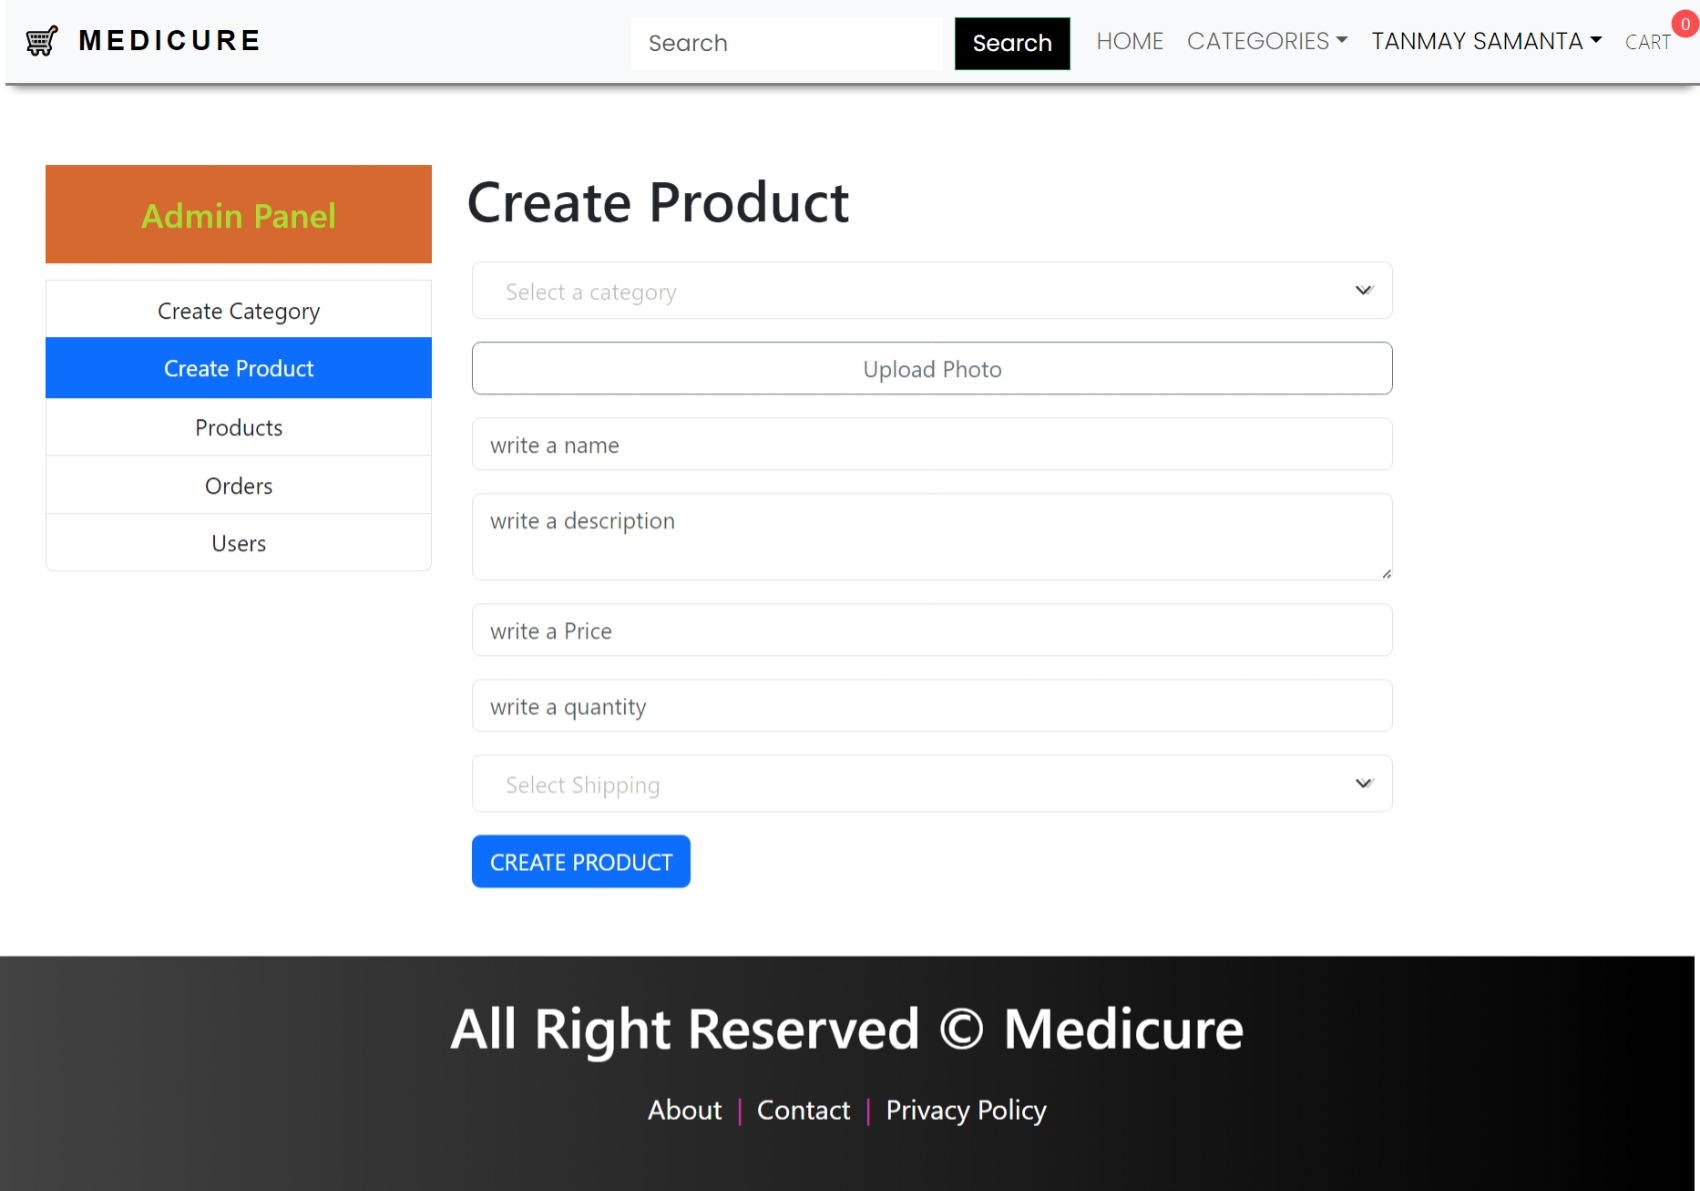 MEDICURE
Search
Search
HOME
CATEGORIES
TANMAY SAMANTA
CART
0
Admin Panel
Create Category
Create Product
Products
Orders
Users
Create Product
Select a category
Upload Photo
write a name
write a description
write a Price
write a quantity
Select Shipping
CREATE PRODUCT
All Right Reserved © Medicure
About | Contact | Privacy Policy